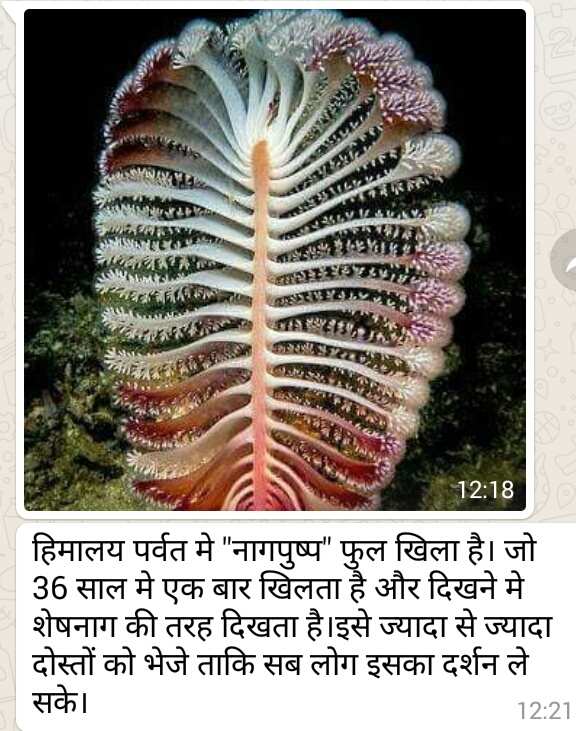 12:18
हिमालय पर्वत मे "नागपुष्प" फुल खिला है। जो
36 साल मे एक बार खिलता है और दिखने मे
शेषनाग की तरह दिखता है।इसे ज्यादा से ज्यादा
दोस्तों को भेजे ताकि सब लोग इसका दर्शन ले
सके।
12:21